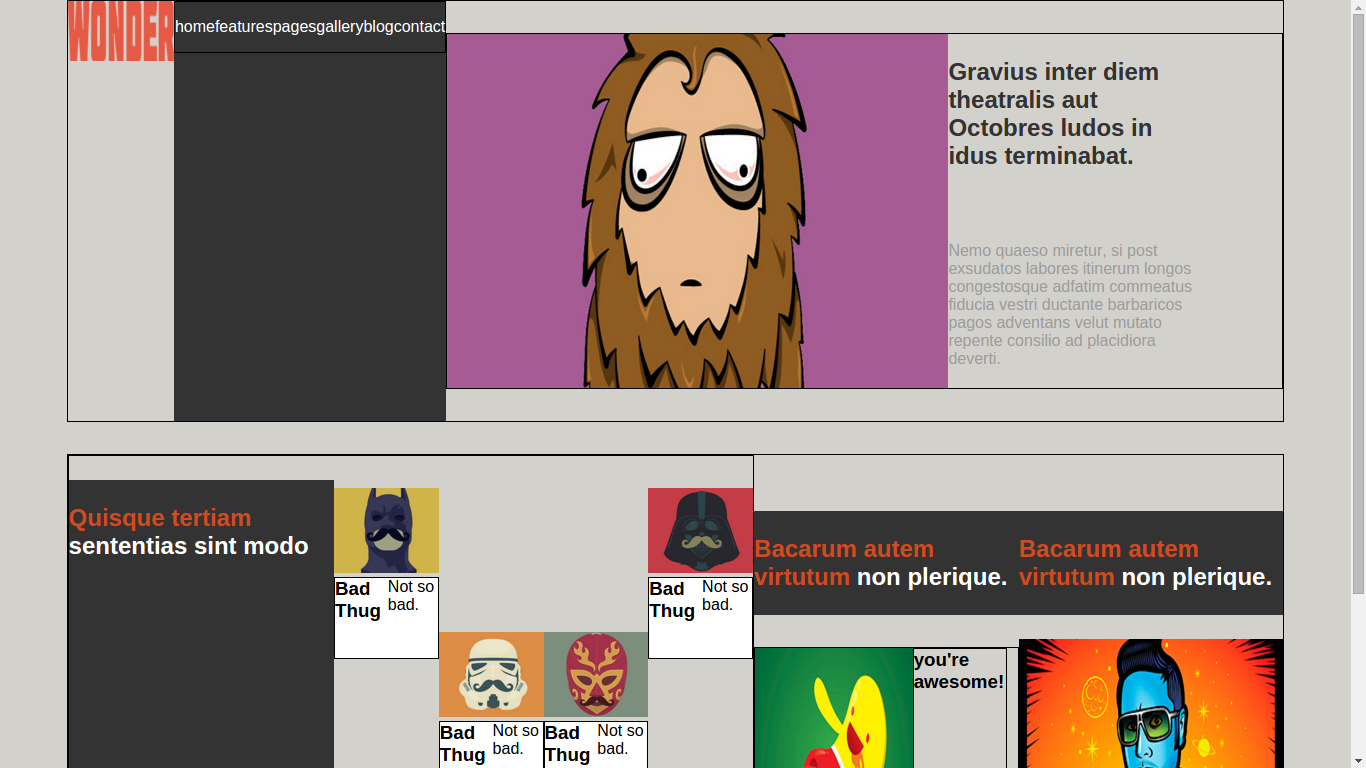 WONDER
homefeaturespagesgalleryblogcontact
Gravius inter diem
theatralis aut
Octobres ludos in
idus terminabat.
Nemo quaeso miretur, si post
exsudatos labores itinerum longos
congestosque adfatim commeatus
fiducia vestri ductante barbaricos
pagos adventans velut mutato
repente consilio ad placidiora
deverti.
Quisque tertiam
sententias sint modo
Bad
Thug
Not so
bad.
Bad
Thug
Not so
bad.
Bad
Thug
Not so
bad.
Bad
Thug
Not so
bad.
Bacarum autem
virtutum non plerique.
Bacarum autem
virtutum non plerique.
you're
awesome!